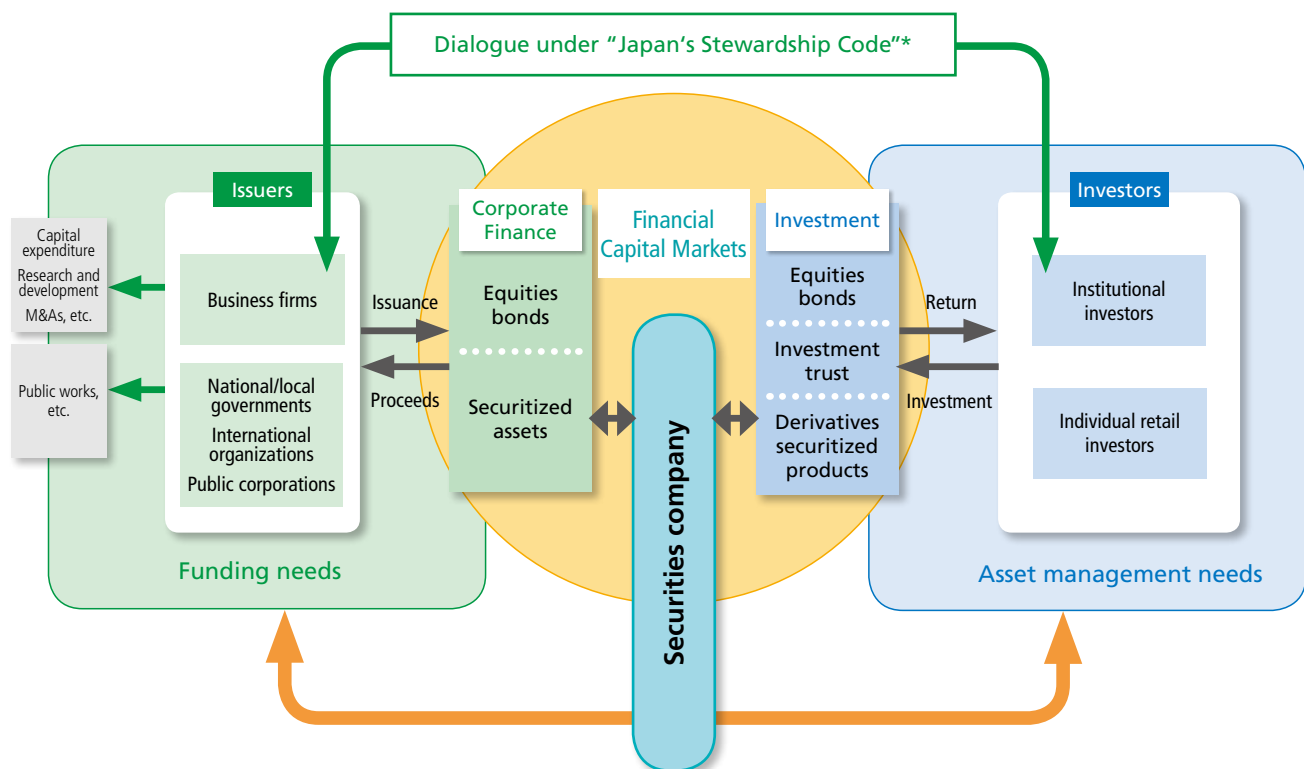 Dialogue under “Japan’s Stewardship Code”*
Issuers
Investors
Corporate
Finance
Financial
Capital Markets
Investment
Capital
expenditure
Research and
development
M&As, etc.
Public works,
etc.
Business firms
National/local
governments
International
organizations
Public corporations
Issuance
Proceeds
Equities
bonds
Securitized
assets
Securities company
Equities
bonds
Investment
trust
Derivatives
securitized
products
Return
Investment
Institutional
investors
Individual retail
investors
Funding needs
Asset management needs